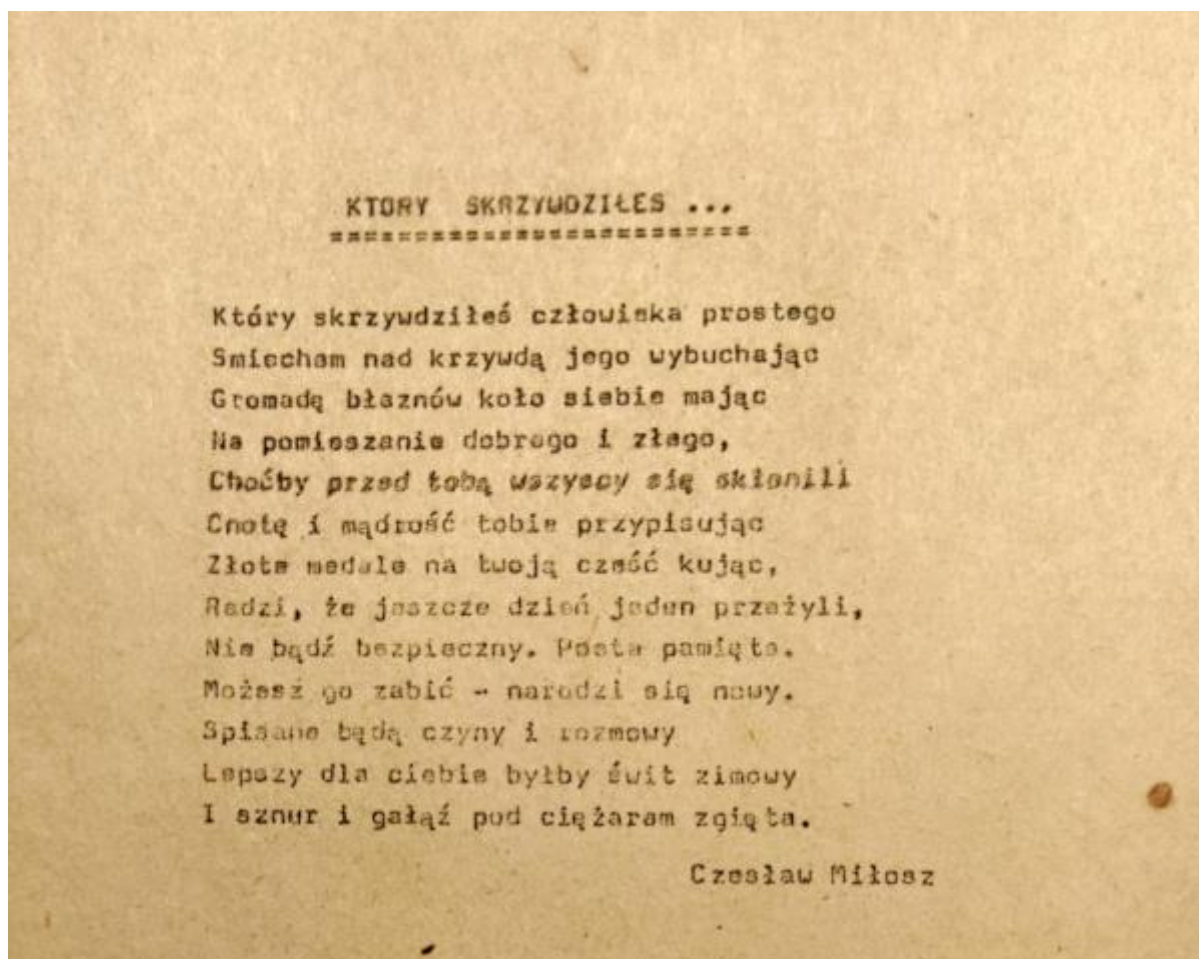 KTORY SKRZYWDZIŁES ...
=========================
Który skrzywdziłeś człowieka prostego
Smiechem nad krzywdą jego wybuchając
Gromadę błaznów koło siebie mając
Na pomieszanie dobrego i złego,
Choćby przed tobą wszyscy się skłonili
Cnotę i mądrość tobie przypisując
Złote medale na twoją cześć kując,
Radzi, że jeszcze dzień jeden przeżyli,
Nie bądź bezpieczny. Poeta pamięta.
Możesz go zabić - narodzi się nowy.
Spisane będą czyny i rozmowy
Lepszy dla ciebie byłby świt zimowy
I sznur i gałąź pod ciężarem zgięta.
Czesław Miłosz